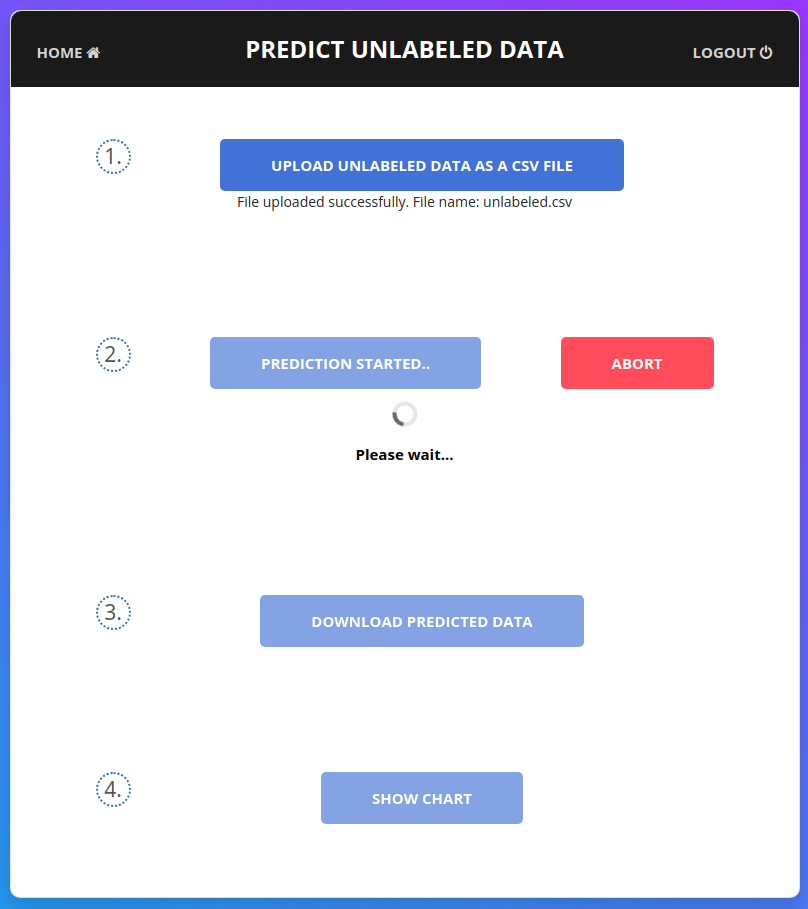 HOME
PREDICT UNLABELED DATA
LOGOUT
1.
UPLOAD UNLABELED DATA AS A CSV FILE
File uploaded successfully. File name: unlabeled.csv
2.
PREDICTION STARTED..
ABORT
Please wait...
3.
DOWNLOAD PREDICTED DATA
4.
SHOW CHART